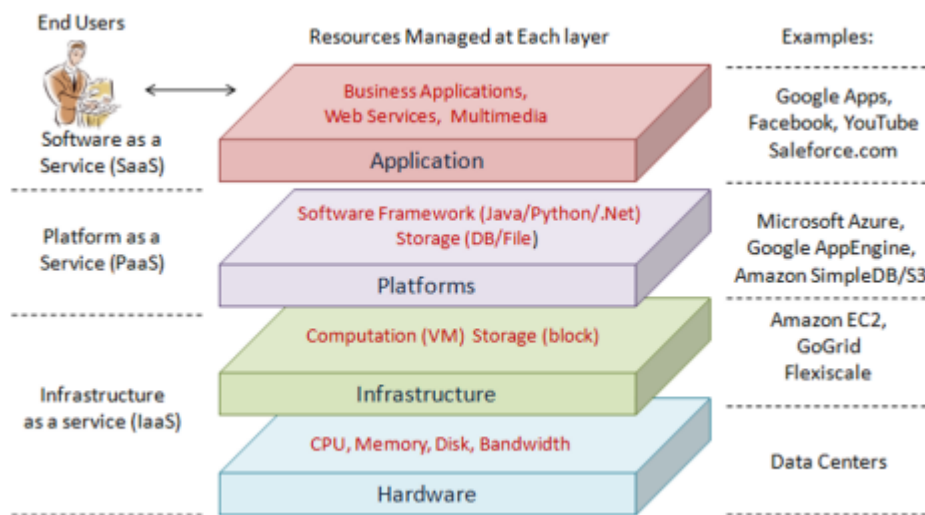 End Users
Resources Managed at Each layer
Examples:
Business Applications,
Web Services, Multimedia
Application
Software as a
Service (SaaS)
Google Apps,
Facebook, YouTube
Saleforce.com
Platform as a
Service (PaaS)
Software Framework (Java/Python/.Net)
Storage (DB/File)
Platforms
Microsoft Azure,
Google AppEngine,
Amazon SimpleDB/S3
Infrastructure
as a service (IaaS)
Computation (VM) Storage (block)
Infrastructure
Amazon EC2,
GoGrid
Flexiscale
CPU, Memory, Disk, Bandwidth
Hardware
Data Centers